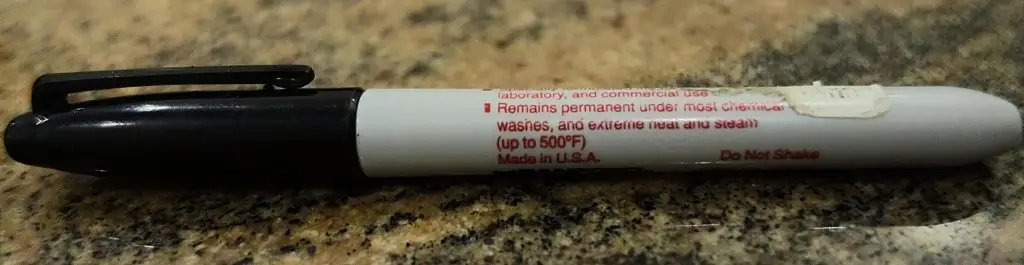 laboratory, and commercial use
▪ Remains permanent under most chemical
washes, and extreme heat and steam
(up to 500°F)
Made in U.S.A.
Do Not Shake